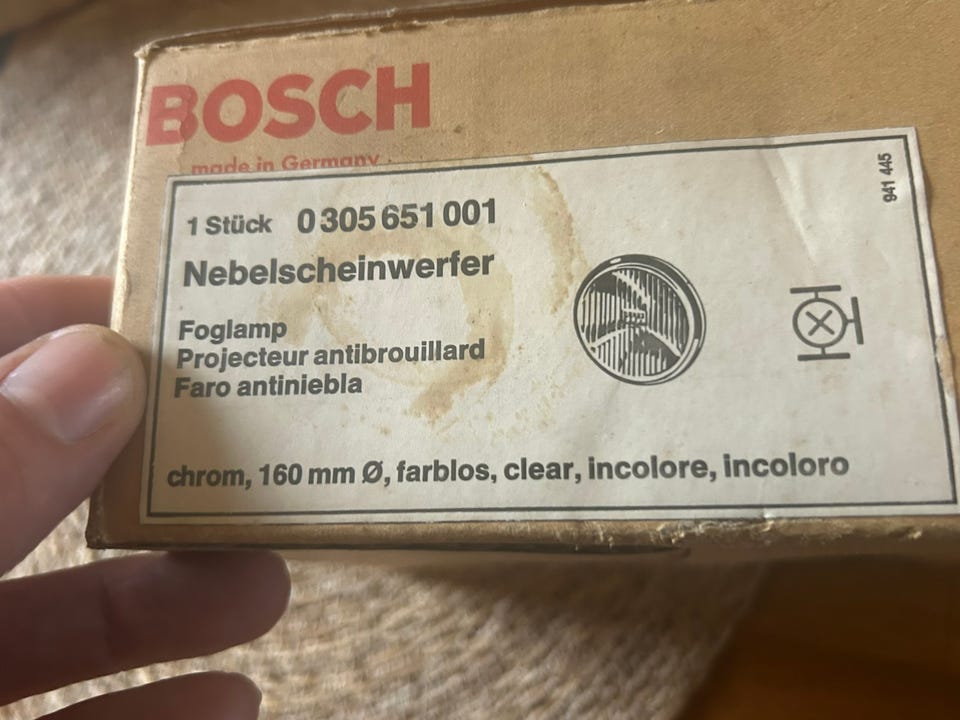 BOSCH
made in Germany
941 445
1 Stück 0 305 651 001
Nebelscheinwerfer
Foglamp
Projecteur antibrouillard
Faro antiniebla
chrom, 160 mm Ø, farblos, clear, incolore, incoloro